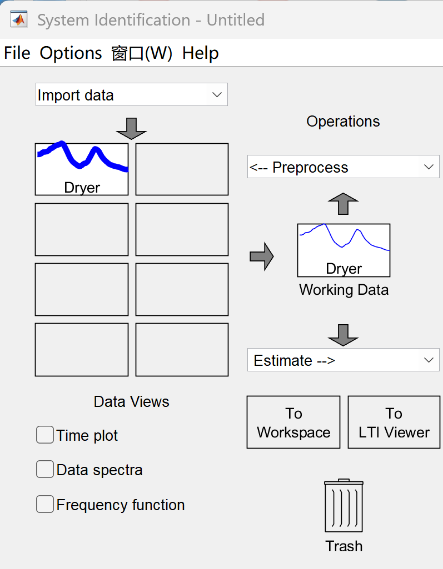 System Identification - Untitled
File Options 窗口(W) Help
Import data
Operations
Dryer
<-- Preprocess
Dryer
Working Data
Estimate -->
Data Views
To
Workspace
To
LTI Viewer
Time plot
Data spectra
Frequency function
Trash